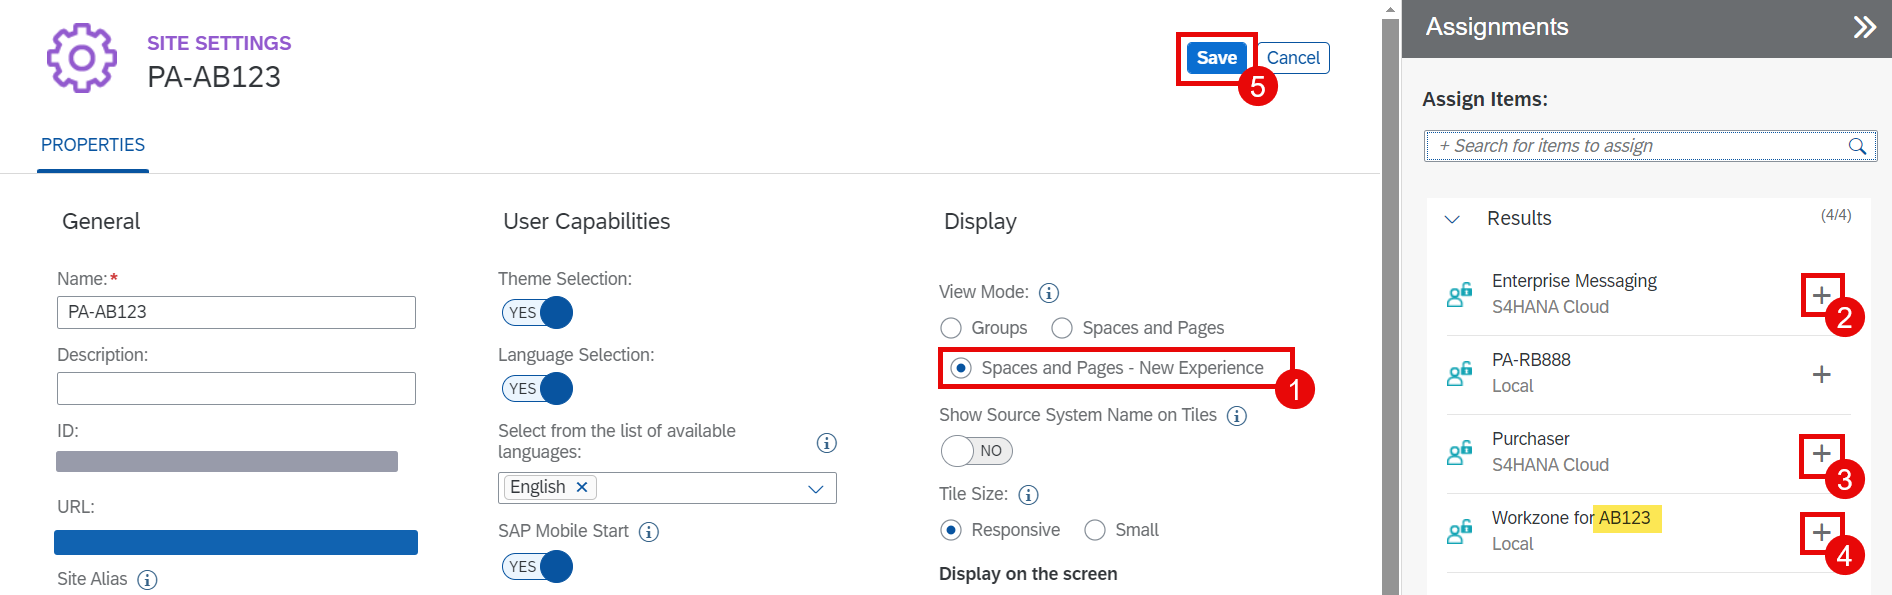 SITE SETTINGS
PA-AB123
Save
Cancel
5
PROPERTIES
General
Name:*
PA-AB123
Description:
ID:
URL:
Site Alias
User Capabilities
Theme Selection:
YES
Language Selection:
YES
Select from the list of available
languages:
English
SAP Mobile Start
YES
Display
View Mode:
Groups
Spaces and Pages
Spaces and Pages - New Experience
1
Show Source System Name on Tiles
NO
Tile Size:
Responsive
Small
Display on the screen
Assignments
Assign Items:
+ Search for items to assign
Results
(4/4)
Enterprise Messaging
S4HANA Cloud
2
PA-RB888
Local
Purchaser
S4HANA Cloud
3
Workzone for AB123
Local
4